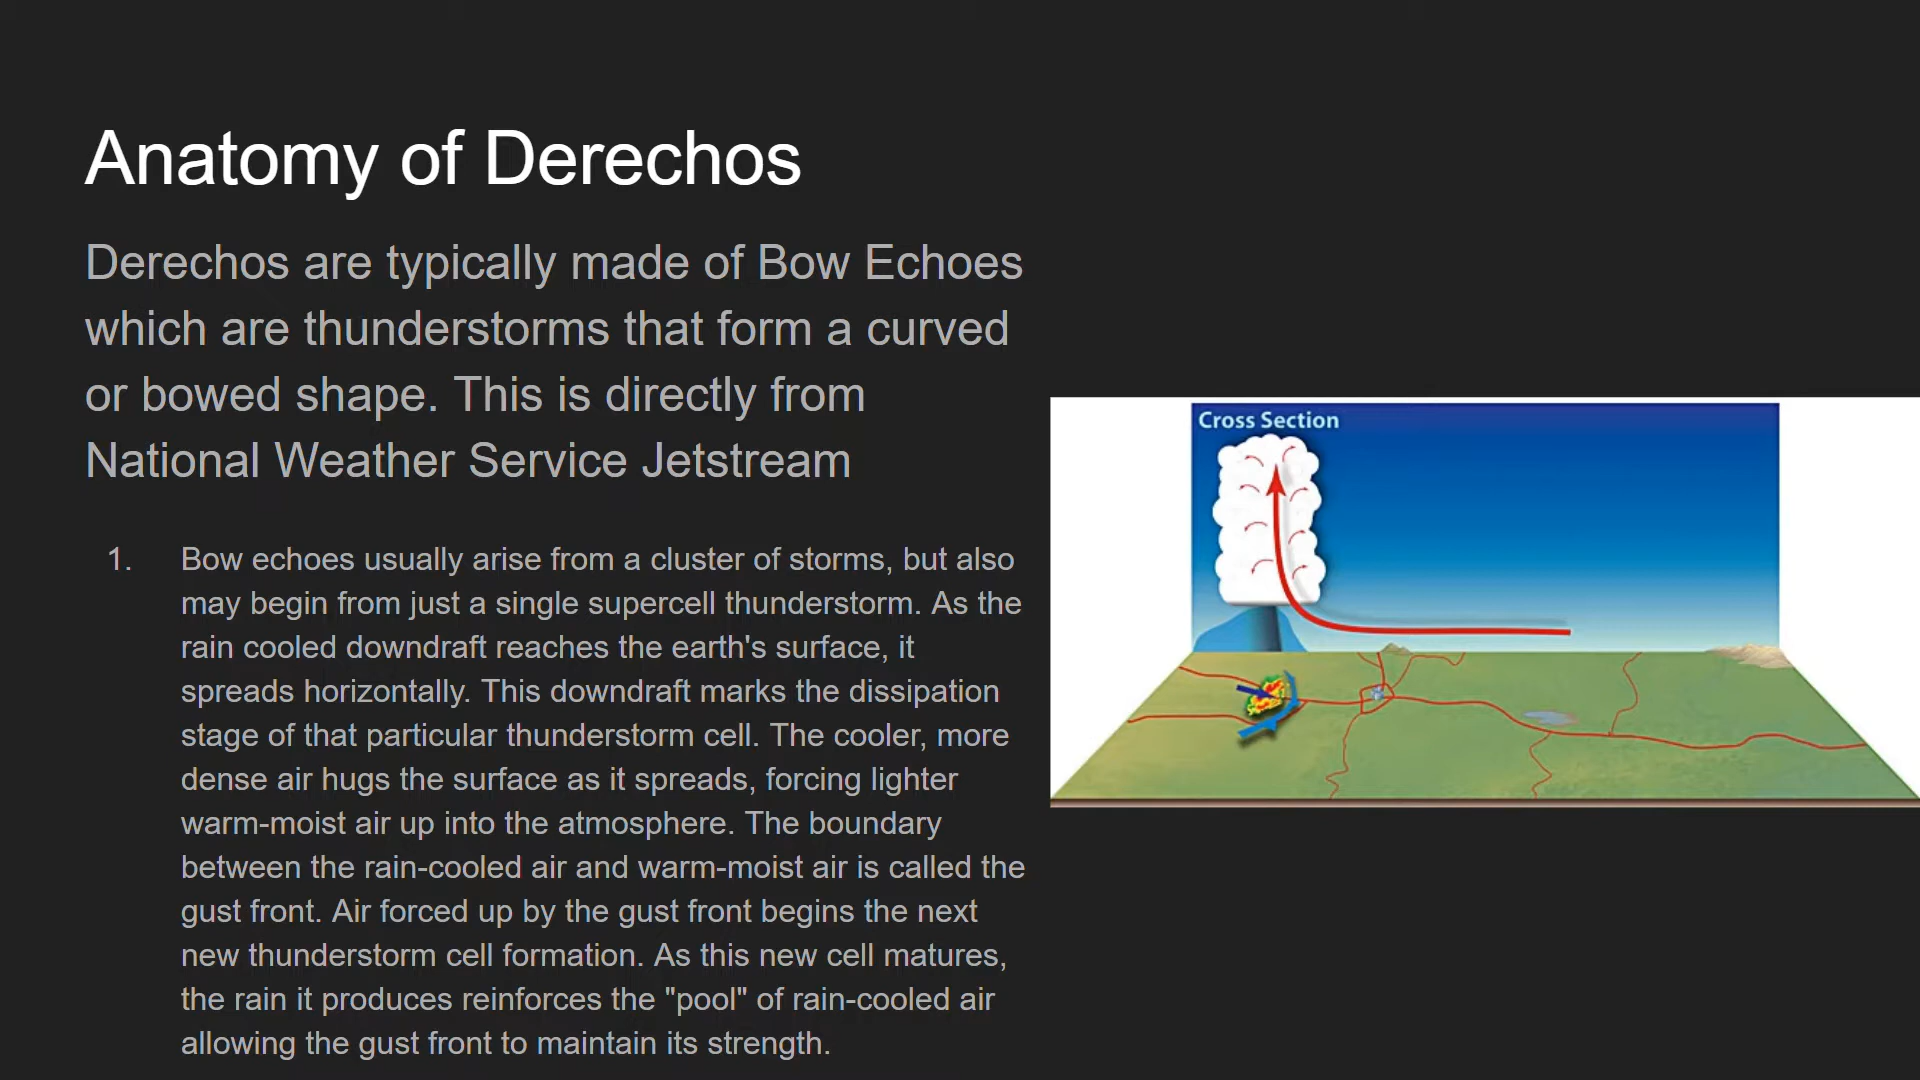 Anatomy of Derechos
Derechos are typically made of Bow Echoes
which are thunderstorms that form a curved
or bowed shape. This is directly from
National Weather Service Jetstream
1. Bow echoes usually arise from a cluster of storms, but also
may begin from just a single supercell thunderstorm. As the
rain cooled downdraft reaches the earth's surface, it
spreads horizontally. This downdraft marks the dissipation
stage of that particular thunderstorm cell. The cooler, more
dense air hugs the surface as it spreads, forcing lighter
warm-moist air up into the atmosphere. The boundary
between the rain-cooled air and warm-moist air is called the
gust front. Air forced up by the gust front begins the next
new thunderstorm cell formation. As this new cell matures,
the rain it produces reinforces the "pool" of rain-cooled air
allowing the gust front to maintain its strength.
Cross Section